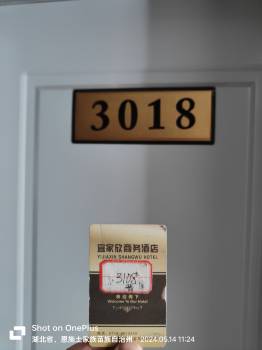 3018
宜家欣商务酒店
YIJIAXIN SHANGWU HOTEL
欢迎阁下
Welcome To Our Hotel
Shot on OnePlus
湖北省，恩施土家族苗族自治州 · 2024.05.14 11:24